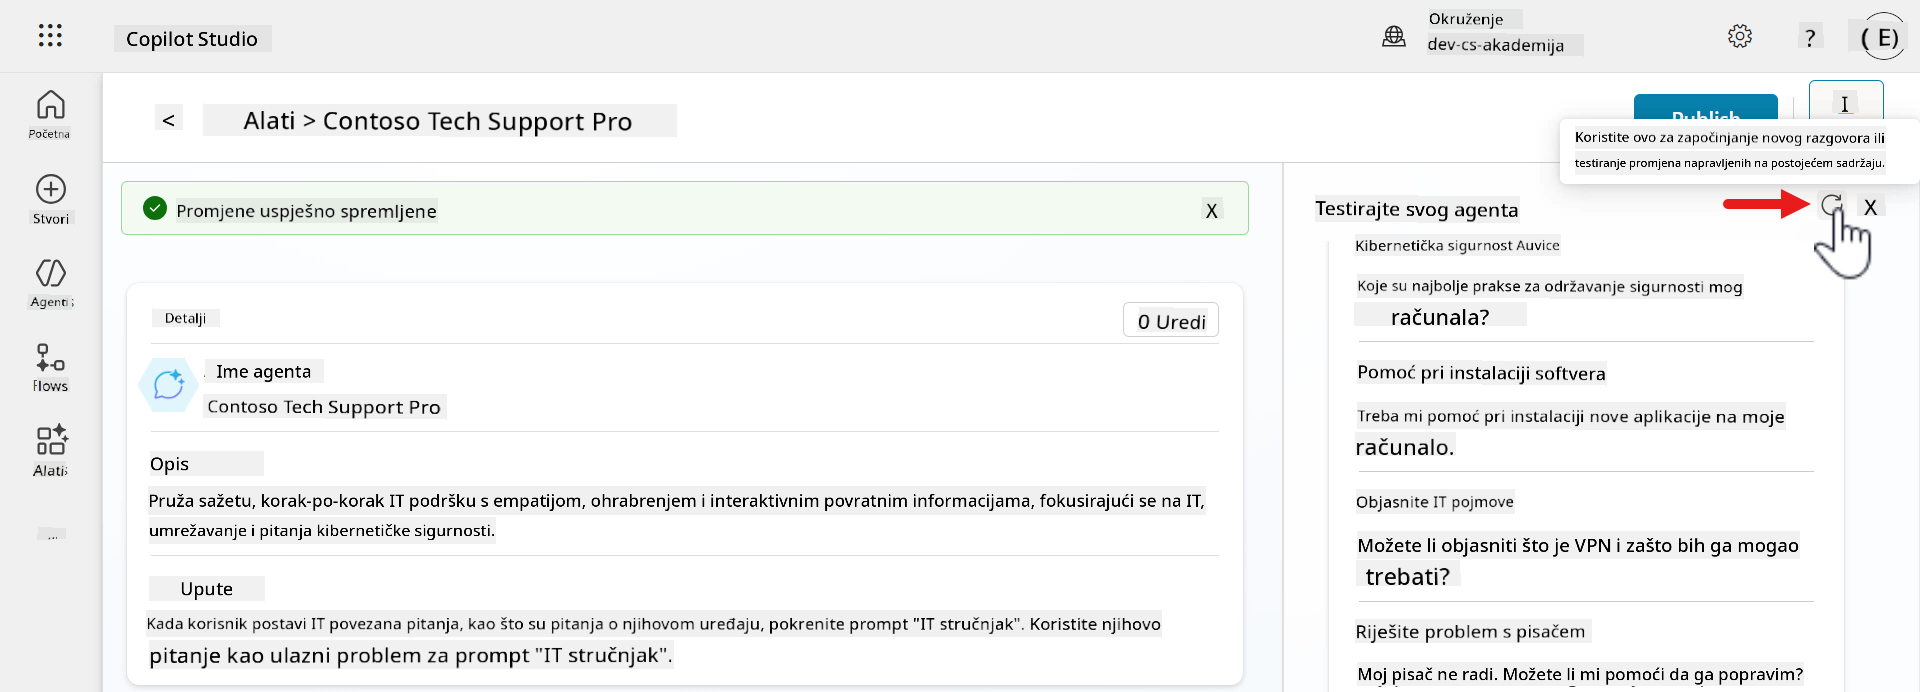 Copilot Studio
Okruženje
dev-cs-akademija
?
( E)
Početna
Stvori
Agenti
Flows
Alati
< Alati > Contoso Tech Support Pro
Publish
I
Koristite ovo za započinjanje novog razgovora ili
testiranje promjena napravljenih na postojećem sadržaju.
Promjene uspješno spremljene X
Detalji
0 Uredi
Ime agenta
Contoso Tech Support Pro
Opis
Pruža sažetu, korak-po-korak IT podršku s empatijom, ohrabrenjem i interaktivnim povratnim informacijama, fokusirajući se na IT,
umrežavanje i pitanja kibernetičke sigurnosti.
Upute
Kada korisnik postavi IT povezana pitanja, kao što su pitanja o njihovom uređaju, pokrenite prompt "IT stručnjak". Koristite njihovo
pitanje kao ulazni problem za prompt "IT stručnjak".
Testirajte svog agenta X
Kibernetička sigurnost Auvice
Koje su najbolje prakse za održavanje sigurnosti mog
računala?
Pomoć pri instalaciji softvera
Treba mi pomoć pri instalaciji nove aplikacije na moje
računalo.
Objasnite IT pojmove
Možete li objasniti što je VPN i zašto bih ga mogao
trebati?
Riješite problem s pisačem
Moj pisač ne radi. Možete li mi pomoći da ga popravim?